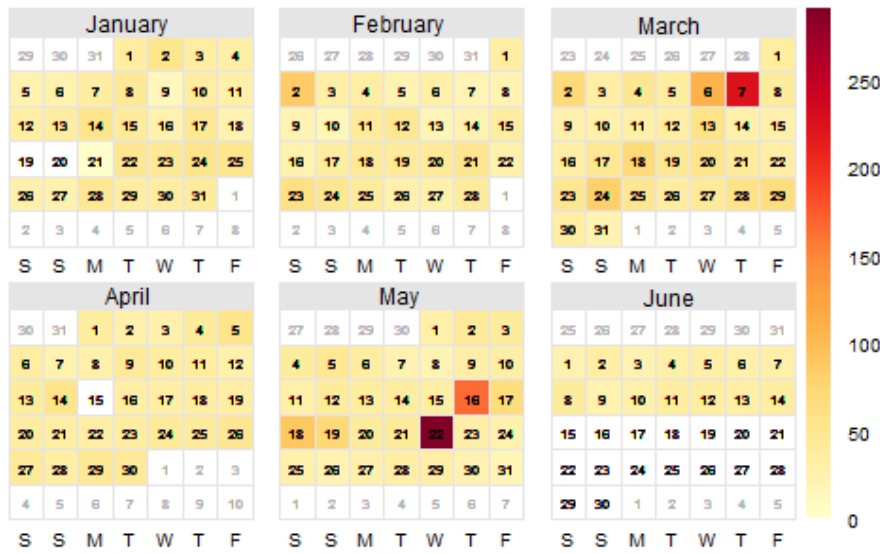 January February March
29 30 31 1 2 3 4 26 27 28 29 30 31 1 23 24 25 26 27 28 1
5 6 7 8 9 10 11 2 3 4 5 6 7 8 2 3 4 5 6 7 8
12 13 14 15 16 17 18 9 10 11 12 13 14 15 9 10 11 12 13 14 15
19 20 21 22 23 24 25 16 17 18 19 20 21 22 16 17 18 19 20 21 22
26 27 28 29 30 31 1 23 24 25 26 27 28 1 23 24 25 26 27 28 29
2 3 4 5 6 7 8 2 3 4 5 6 7 8 30 31 1 2 3 4 5
S S M T W T F S S M T W T F S S M T W T F
April May June
30 31 1 2 3 4 5 27 28 29 30 1 2 3 25 26 27 28 29 30 31
6 7 8 9 10 11 12 4 5 6 7 8 9 10 1 2 3 4 5 6 7
13 14 15 16 17 18 19 11 12 13 14 15 16 17 8 9 10 11 12 13 14
20 21 22 23 24 25 26 18 19 20 21 22 23 24 15 16 17 18 19 20 21
27 28 29 30 1 2 3 25 26 27 28 29 30 31 22 23 24 25 26 27 28
4 5 6 7 8 9 10 1 2 3 4 5 6 7 29 30 1 2 3 4 5
S S M T W T F S S M T W T F S S M T W T F
250
200
150
100
50
0